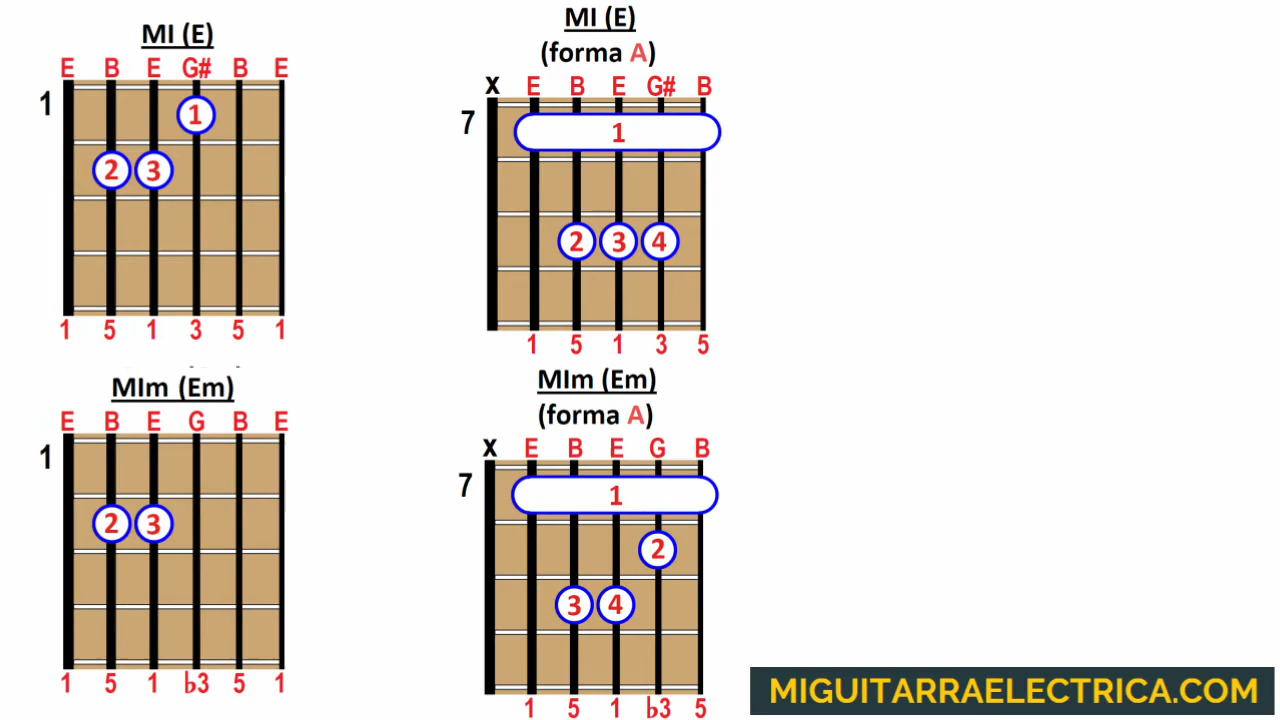 MI (E)
E B E G# B E
1
1
2 3
1 5 1 3 5 1
MI (E)
(forma A)
x E B E G# B
7
1
2 3 4
1 5 1 3 5
MIm (Em)
E B E G B E
1
2 3
1 5 1 ♭3 5 1
MIm (Em)
(forma A)
x E B E G B
7
1
2
3 4
1 5 1 ♭3 5
MIGUITARRAELECTRICA.COM